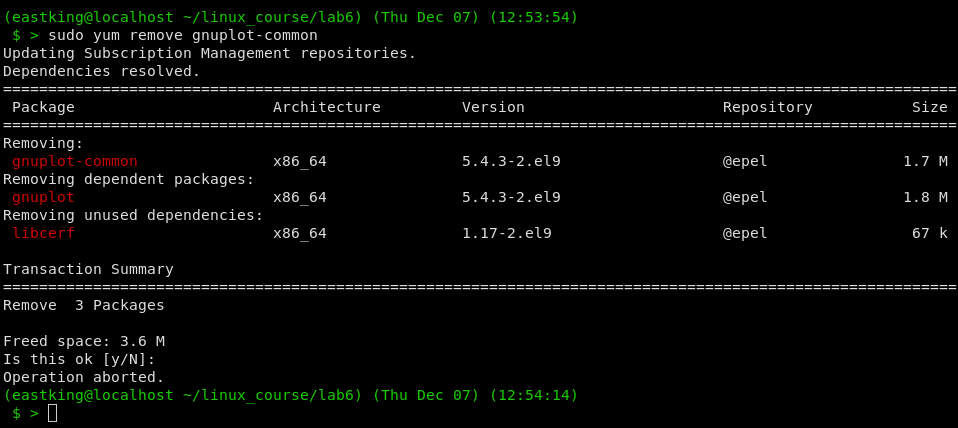 (eastking@localhost ~/linux_course/lab6) (Thu Dec 07) (12:53:54)
$ > sudo yum remove gnuplot-common
Updating Subscription Management repositories.
Dependencies resolved.
==========================================================================================================
Package Architecture Version Repository Size
==========================================================================================================
Removing:
gnuplot-common x86_64 5.4.3-2.el9 @epel 1.7 M
Removing dependent packages:
gnuplot x86_64 5.4.3-2.el9 @epel 1.8 M
Removing unused dependencies:
libcerf x86_64 1.17-2.el9 @epel 67 k
Transaction Summary
==========================================================================================================
Remove  3 Packages
Freed space: 3.6 M
Is this ok [y/N]:
Operation aborted.
(eastking@localhost ~/linux_course/lab6) (Thu Dec 07) (12:54:14)
$ >